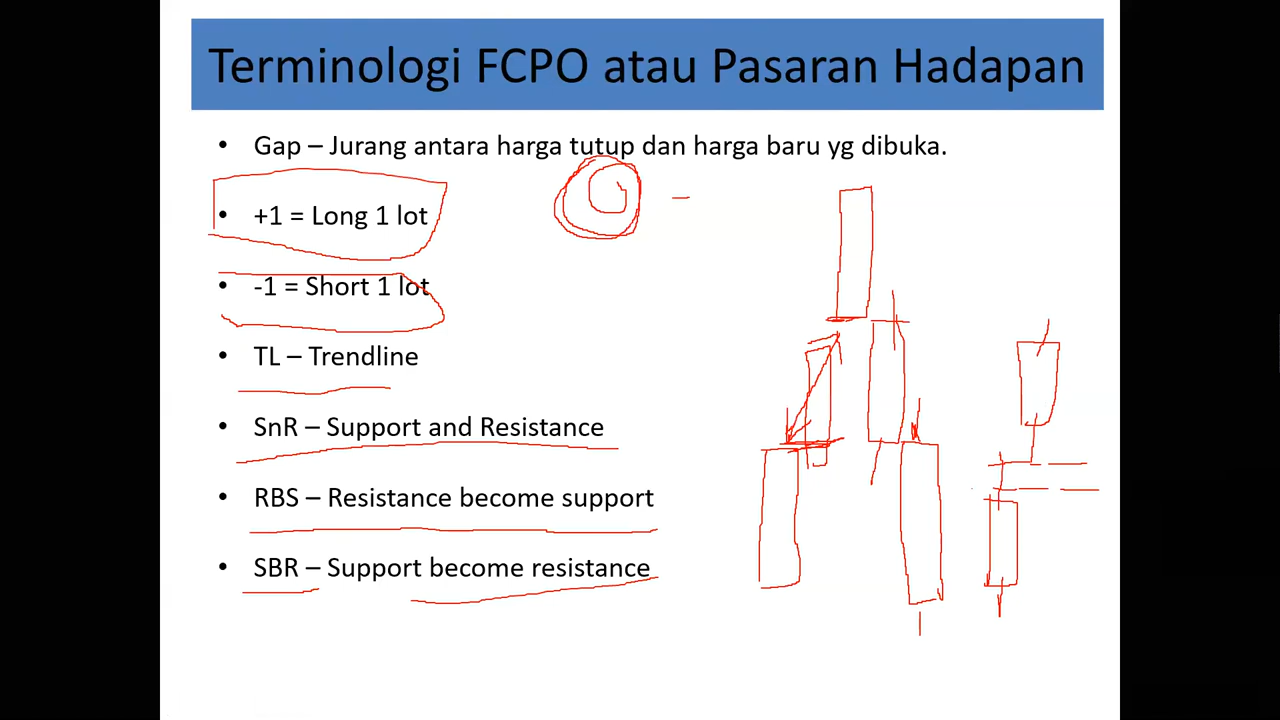 Terminologi FCPO atau Pasaran Hadapan
• Gap – Jurang antara harga tutup dan harga baru yg dibuka.
• +1 = Long 1 lot
• -1 = Short 1 lot
• TL – Trendline
• SnR – Support and Resistance
• RBS – Resistance become support
• SBR – Support become resistance